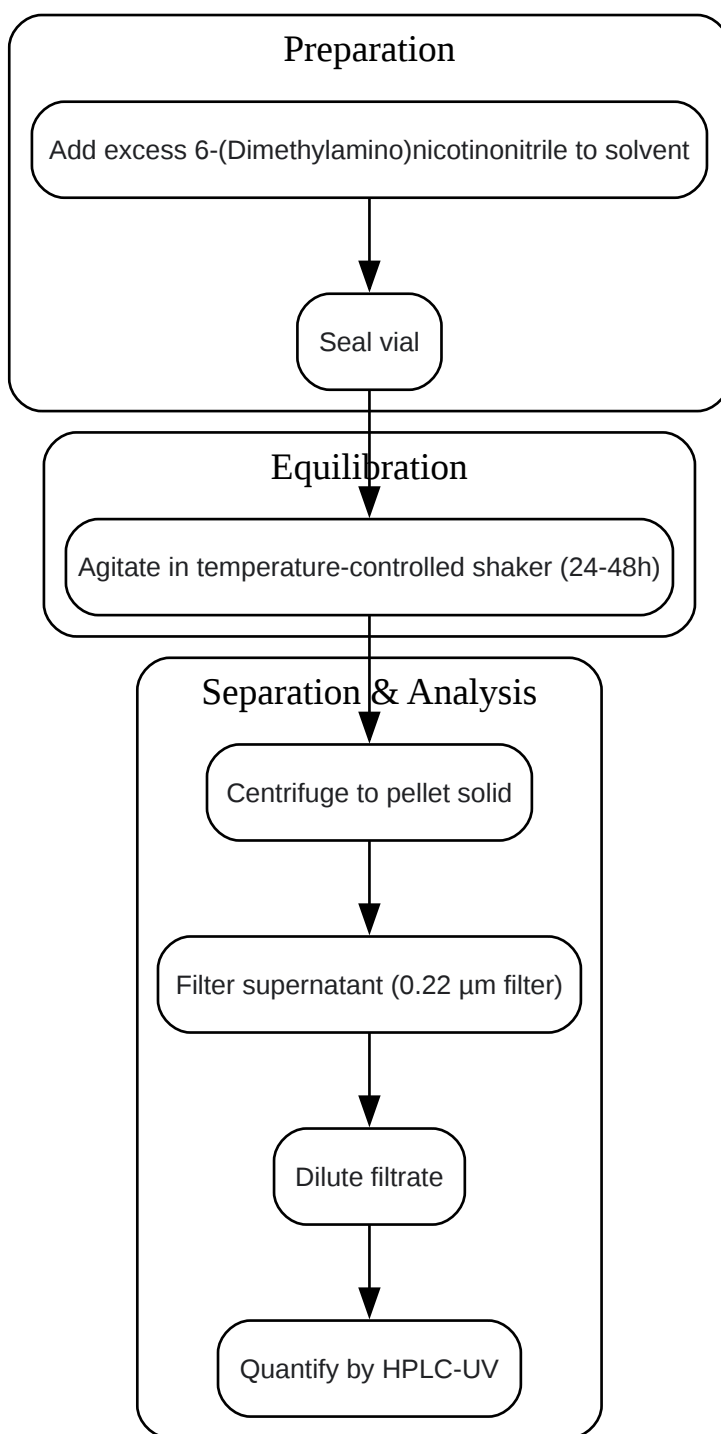 Preparation
Add excess 6-(Dimethylamino)nicotinonitrile to solvent
Seal vial
Equilibration
Agitate in temperature-controlled shaker (24-48h)
Separation & Analysis
Centrifuge to pellet solid
Filter supernatant (0.22 µm filter)
Dilute filtrate
Quantify by HPLC-UV